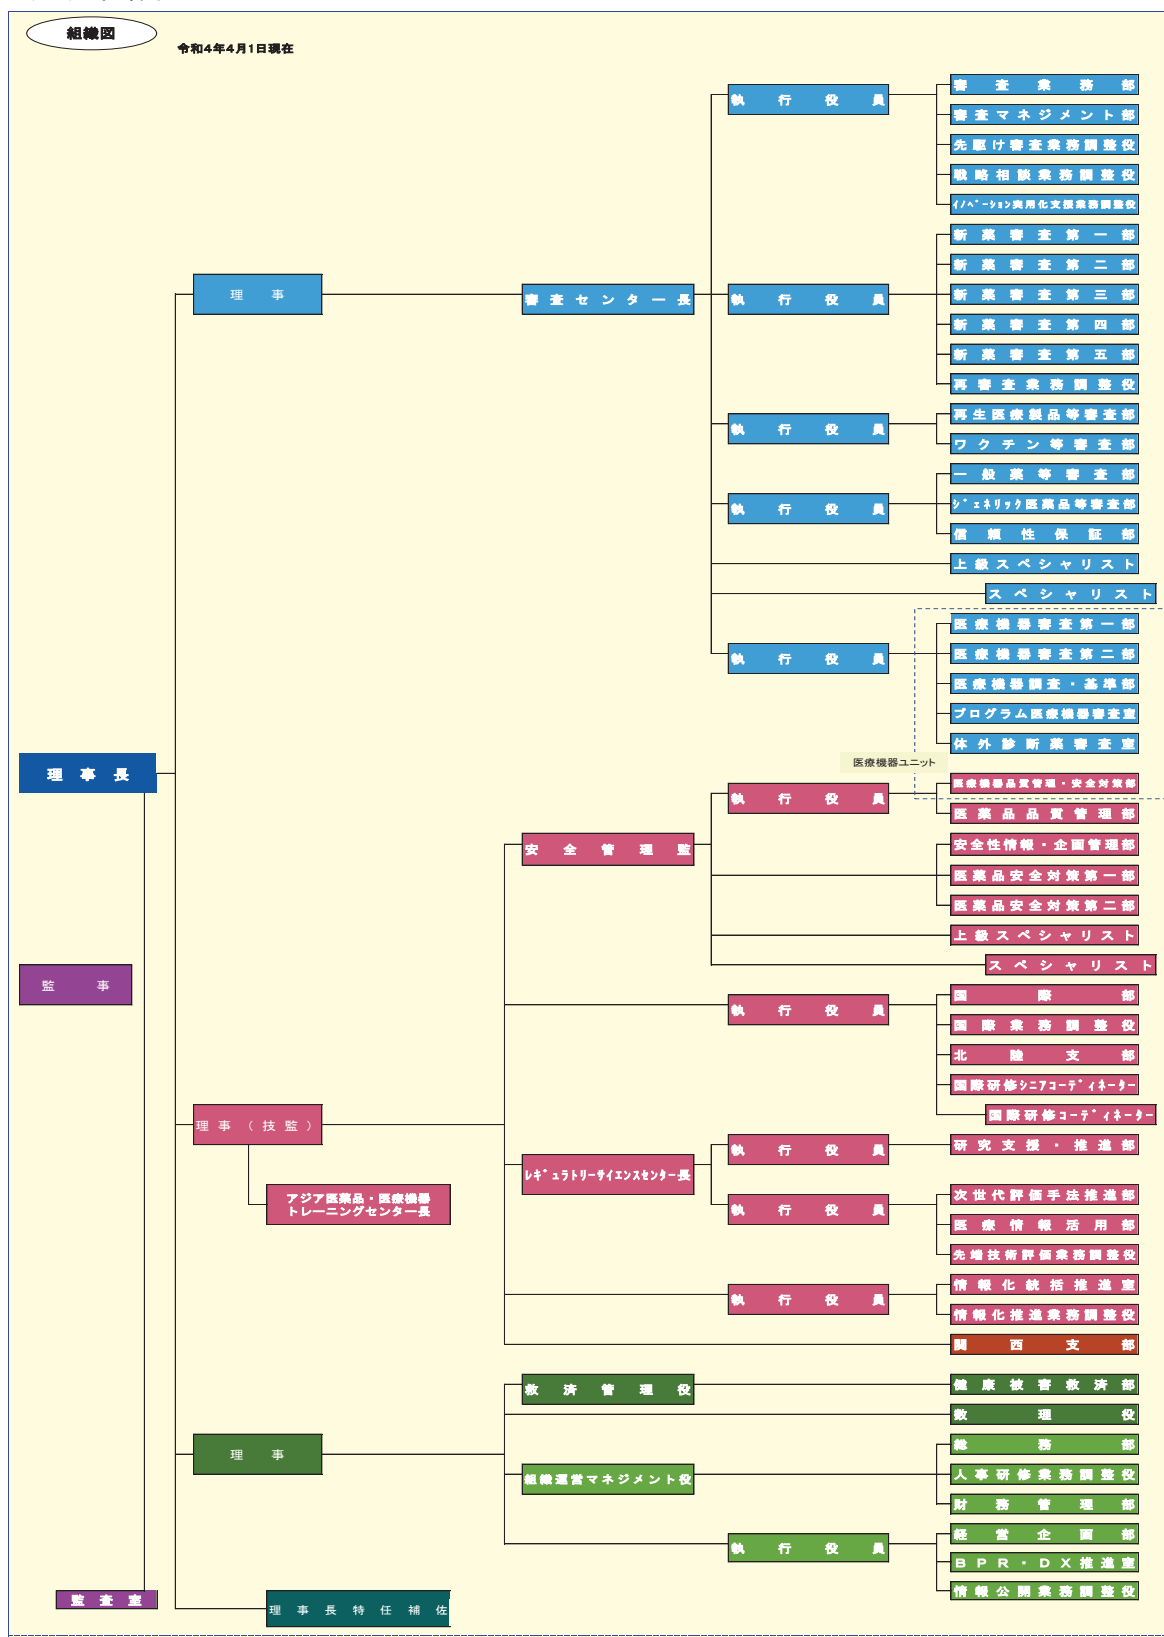 組織図
令和4年4月1日現在
執行役員
審査業務部
審査マネジメント部
先駆け審査業務調整役
戦略相談業務調整役
イノベーション実用化支援業務調整役
理事
審査センター長
執行役員
新薬審査第一部
新薬審査第二部
新薬審査第三部
新薬審査第四部
新薬審査第五部
再審査業務調整役
執行役員
再生医療製品等審査部
ワクチン等審査部
執行役員
一般薬等審査部
ジェネリック医薬品等審査部
信頼性保証部
上級スペシャリスト
スペシャリスト
執行役員
医療機器審査第一部
医療機器審査第二部
医療機器調査・基準部
プログラム医療機器審査室
体外診断薬審査室
医療機器ユニット
理事長
執行役員
医療機器品質管理・安全対策部
医薬品品質管理部
安全管理監
安全性情報・企画管理部
医薬品安全対策第一部
医薬品安全対策第二部
上級スペシャリスト
スペシャリスト
監事
執行役員
国際部
国際業務調整役
北陸支部
国際研修シニアコーディネーター
国際研修コーディネーター
理事（技監）
アジア医薬品・医療機器
トレーニングセンター長
レギュラトリーサイエンスセンター長
執行役員
研究支援・推進部
執行役員
次世代評価手法推進部
医療情報活用部
先端技術評価業務調整役
執行役員
情報化統括推進室
情報化推進業務調整役
関西支部
救済管理役
健康被害救済部
数理役
理事
組織運営マネジメント役
総務部
人事研修業務調整役
財務管理部
執行役員
経営企画部
BPR・DX推進室
情報公開業務調整役
監査室
理事長特任補佐